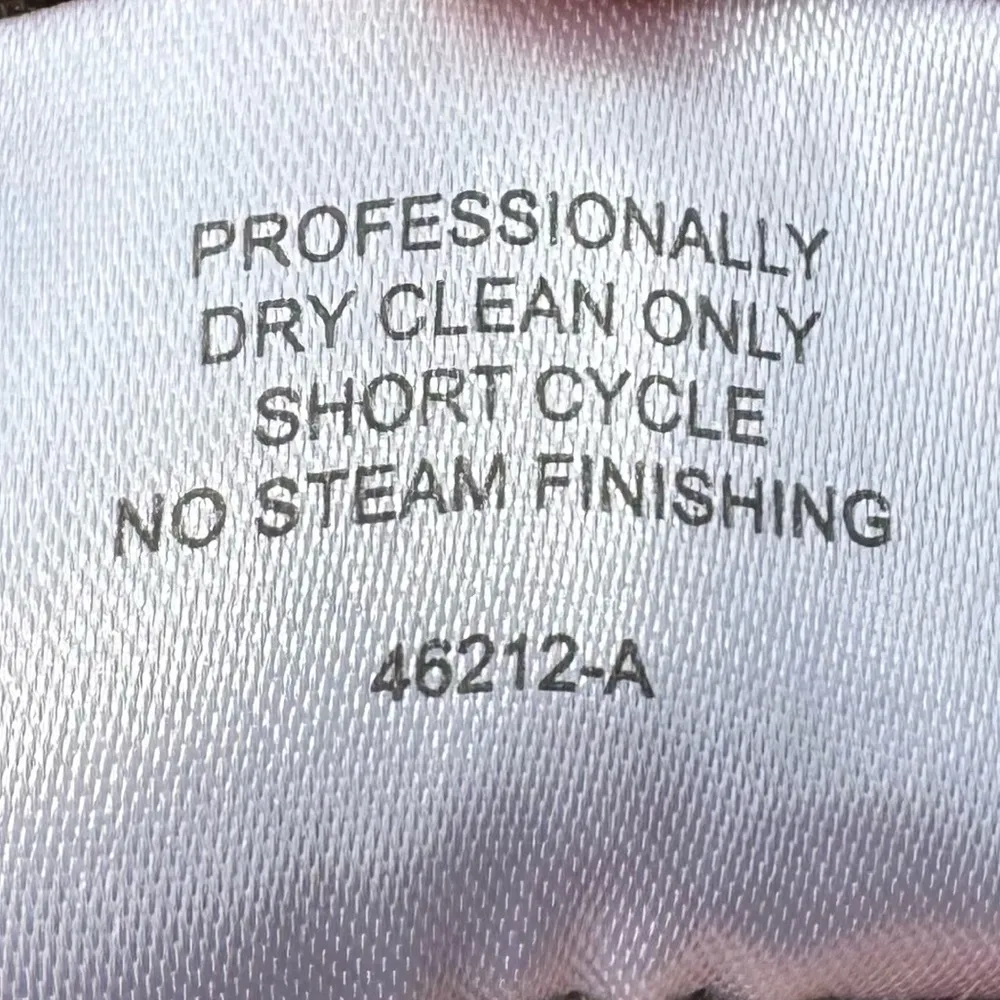 PROFESSIONALLY
DRY CLEAN ONLY
SHORT CYCLE
NO STEAM FINISHING
46212-A